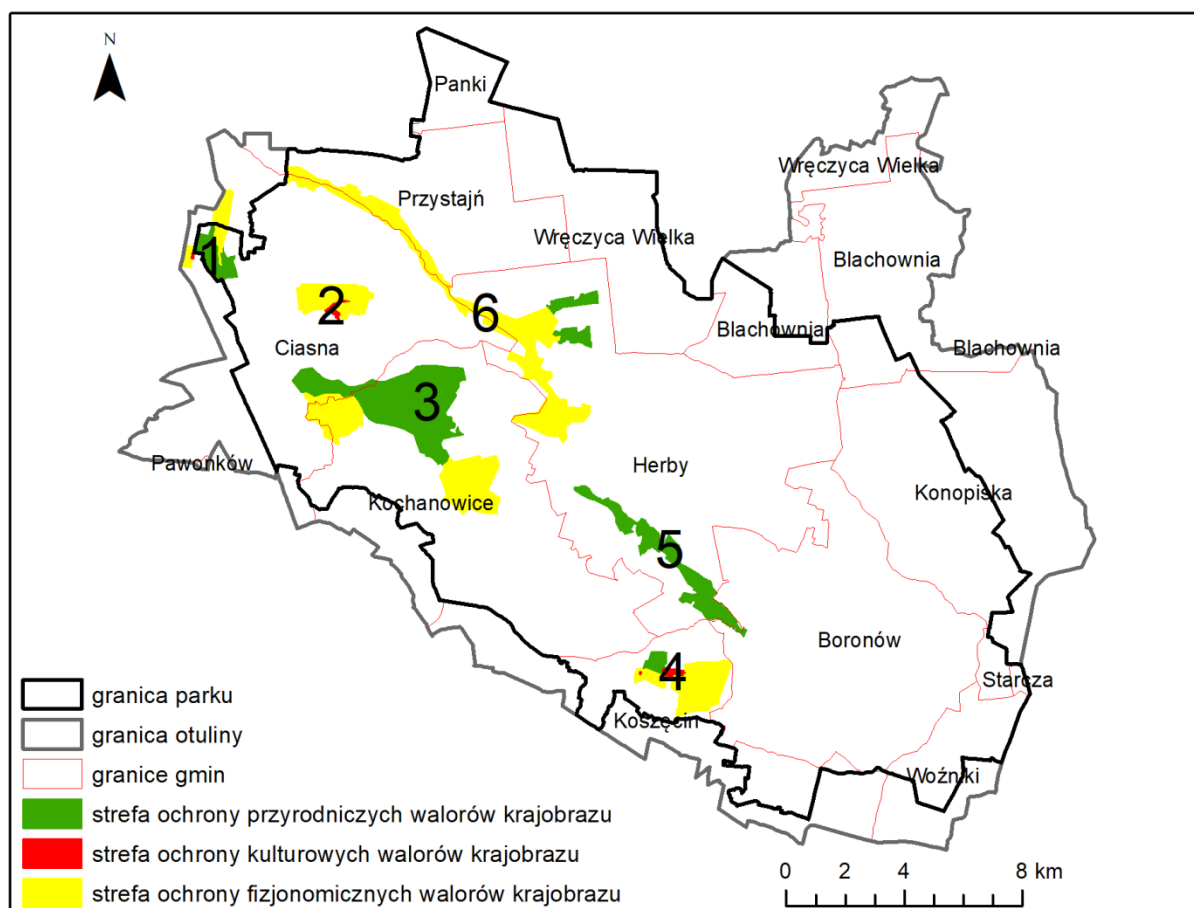 N
Panki
Wręczyca Wielka
Przystajń
Wręczyca Wielka
1
Blachownia
2
6
Blachownia
Ciasna
Blachownia
3
Pawonków
Herby
Kochanowice
Konopiska
5
Boronów
4
Starcza
Koszęcin
Woźniki
granica parku
granica otuliny
granice gmin
strefa ochrony przyrodniczych walorów krajobrazu
strefa ochrony kulturowych walorów krajobrazu
strefa ochrony fizjonomicznych walorów krajobrazu
0 2 4 8 km